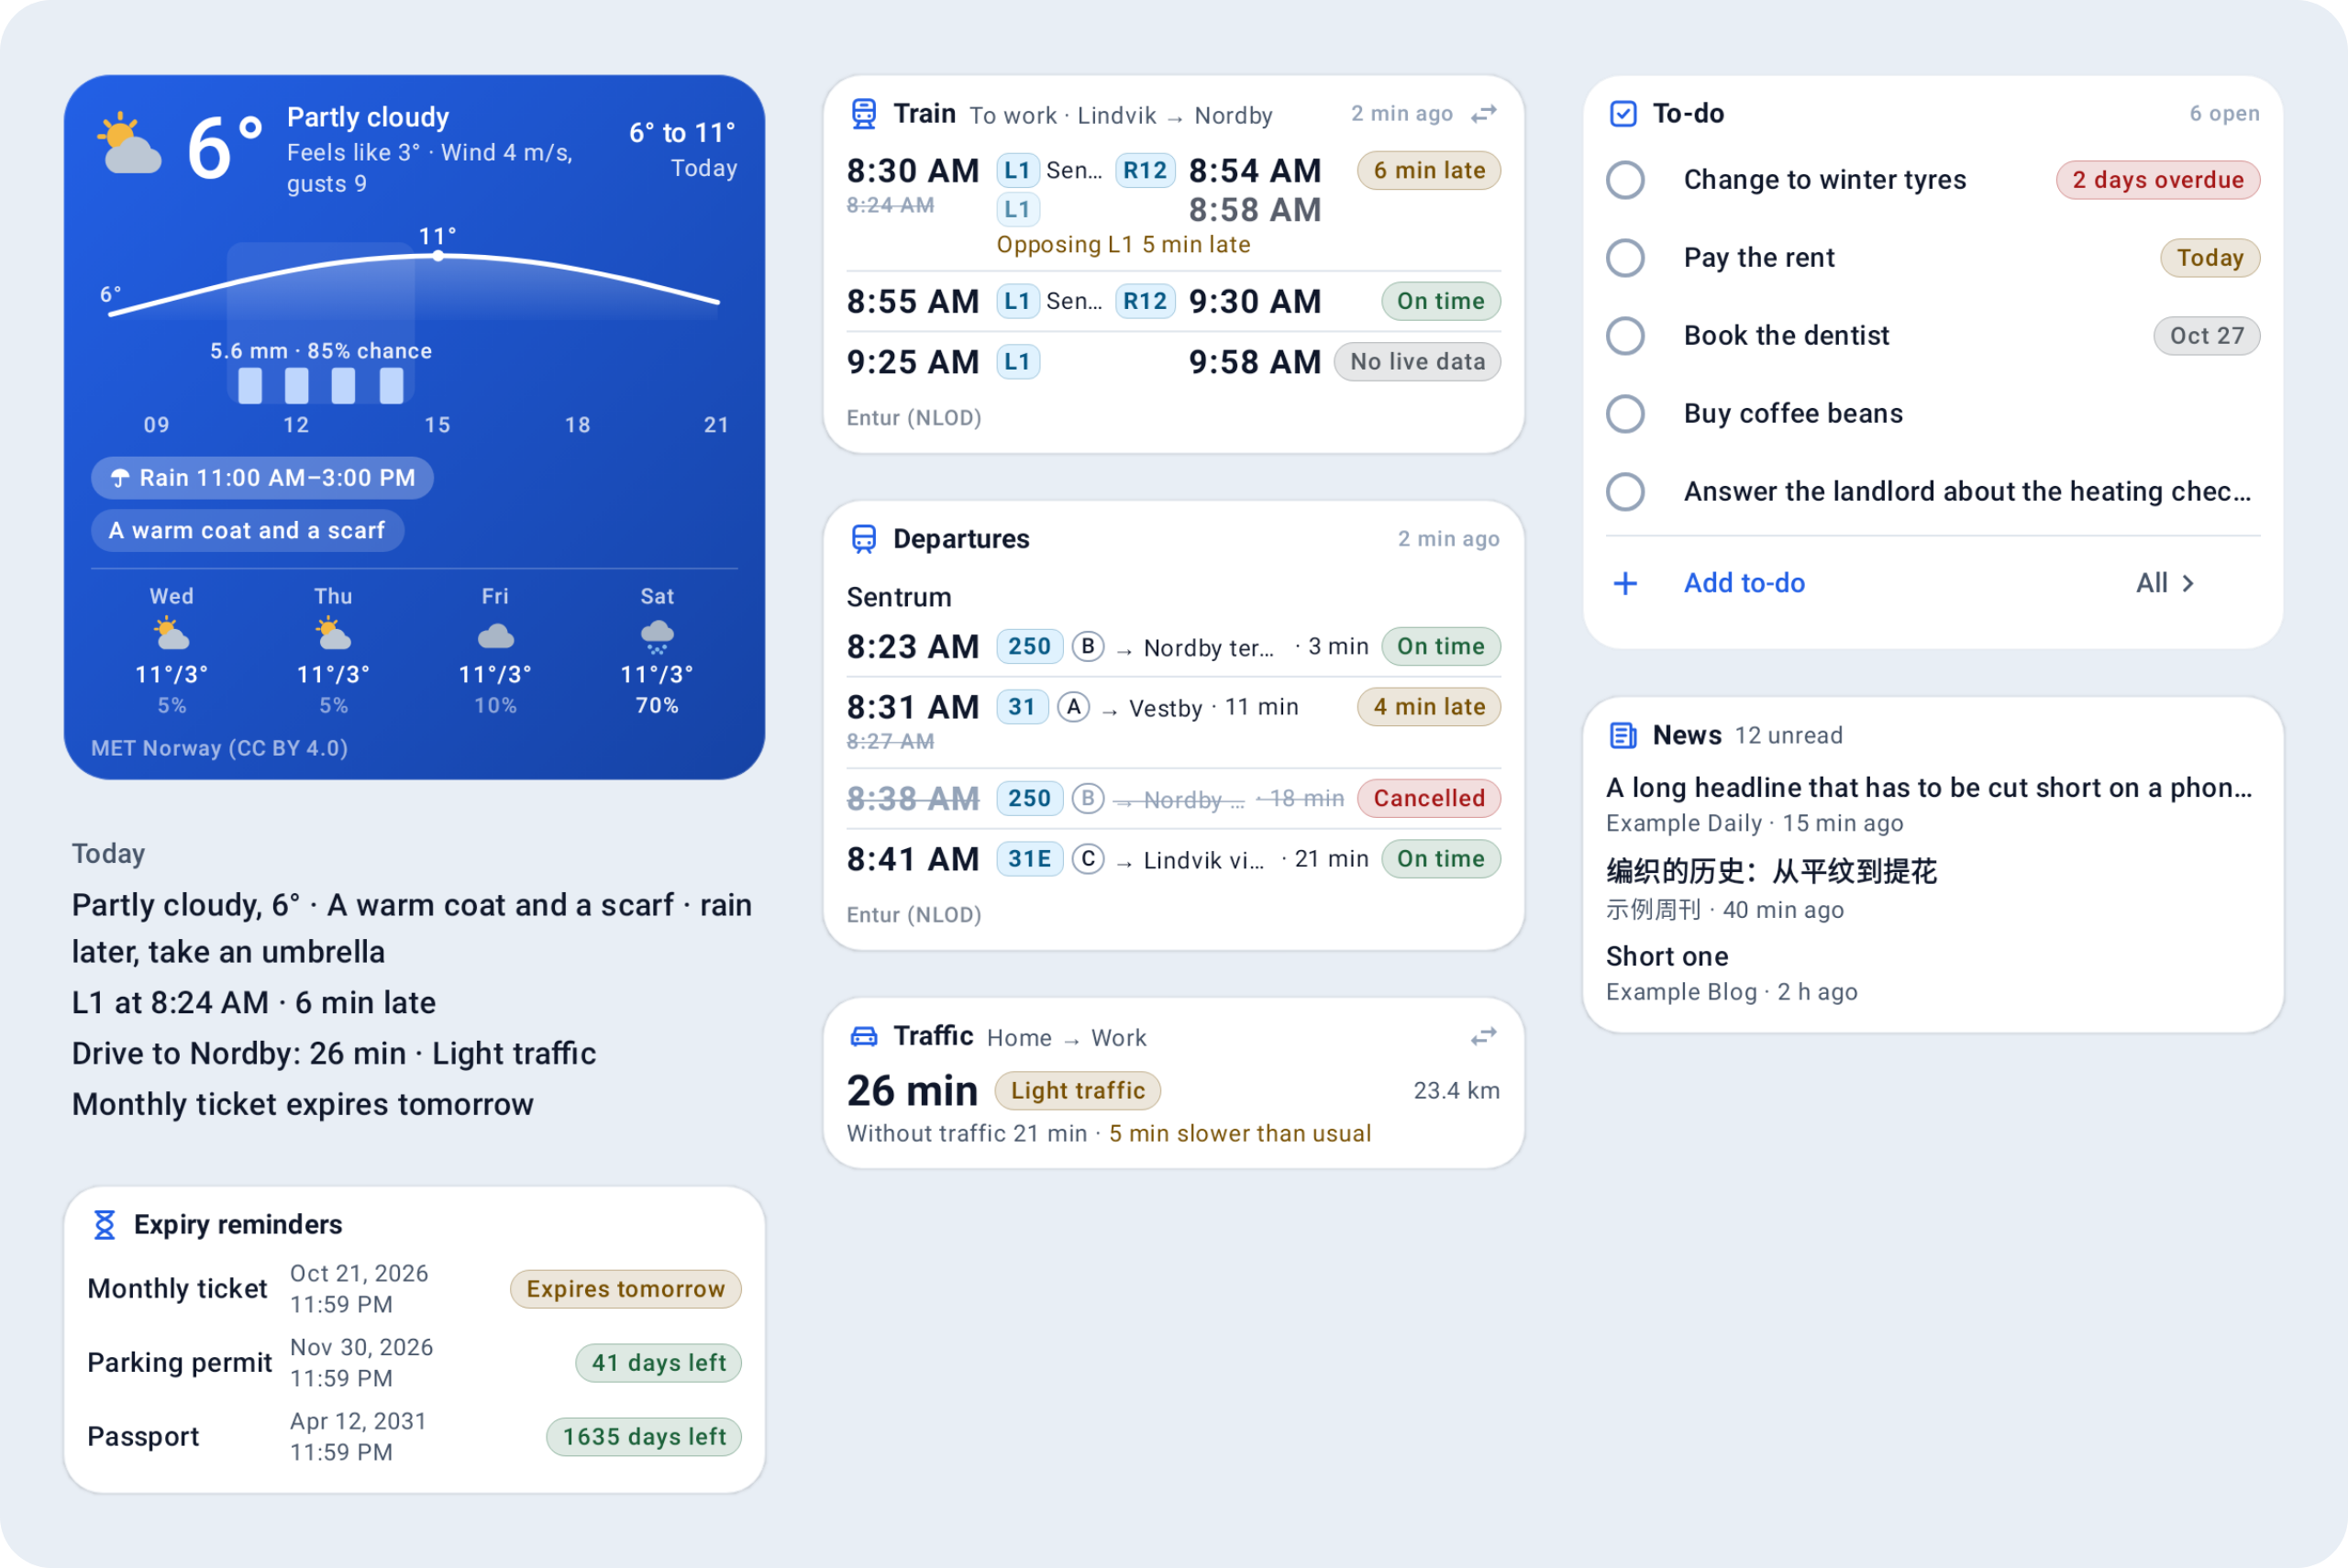 6°
Partly cloudy
Feels like 3° · Wind 4 m/s,
gusts 9
6° to 11°
Today
11°
6°
5.6 mm · 85% chance
09 12 15 18 21
Rain 11:00 AM–3:00 PM
A warm coat and a scarf
Wed Thu Fri Sat
11°/3° 11°/3° 11°/3° 11°/3°
5% 5% 10% 70%
MET Norway (CC BY 4.0)
Today
Partly cloudy, 6° · A warm coat and a scarf · rain
later, take an umbrella
L1 at 8:24 AM · 6 min late
Drive to Nordby: 26 min · Light traffic
Monthly ticket expires tomorrow
Expiry reminders
Monthly ticket
Oct 21, 2026
11:59 PM
Expires tomorrow
Parking permit
Nov 30, 2026
11:59 PM
41 days left
Passport
Apr 12, 2031
11:59 PM
1635 days left
Train To work · Lindvik → Nordby 2 min ago
8:30 AM L1 Sen… R12 8:54 AM 6 min late
8:24 AM L1 8:58 AM
Opposing L1 5 min late
8:55 AM L1 Sen… R12 9:30 AM On time
9:25 AM L1 9:58 AM No live data
Entur (NLOD)
Departures 2 min ago
Sentrum
8:23 AM 250 B → Nordby ter… · 3 min On time
8:31 AM 31 A → Vestby · 11 min 4 min late
8:27 AM
8:38 AM 250 B → Nordby … · 18 min Cancelled
8:41 AM 31E C → Lindvik vi… · 21 min On time
Entur (NLOD)
Traffic Home → Work
26 min Light traffic 23.4 km
Without traffic 21 min · 5 min slower than usual
To-do 6 open
Change to winter tyres 2 days overdue
Pay the rent Today
Book the dentist Oct 27
Buy coffee beans
Answer the landlord about the heating chec…
+ Add to-do All >
News 12 unread
A long headline that has to be cut short on a phon…
Example Daily · 15 min ago
编织的历史：从平纹到提花
示例周刊 · 40 min ago
Short one
Example Blog · 2 h ago